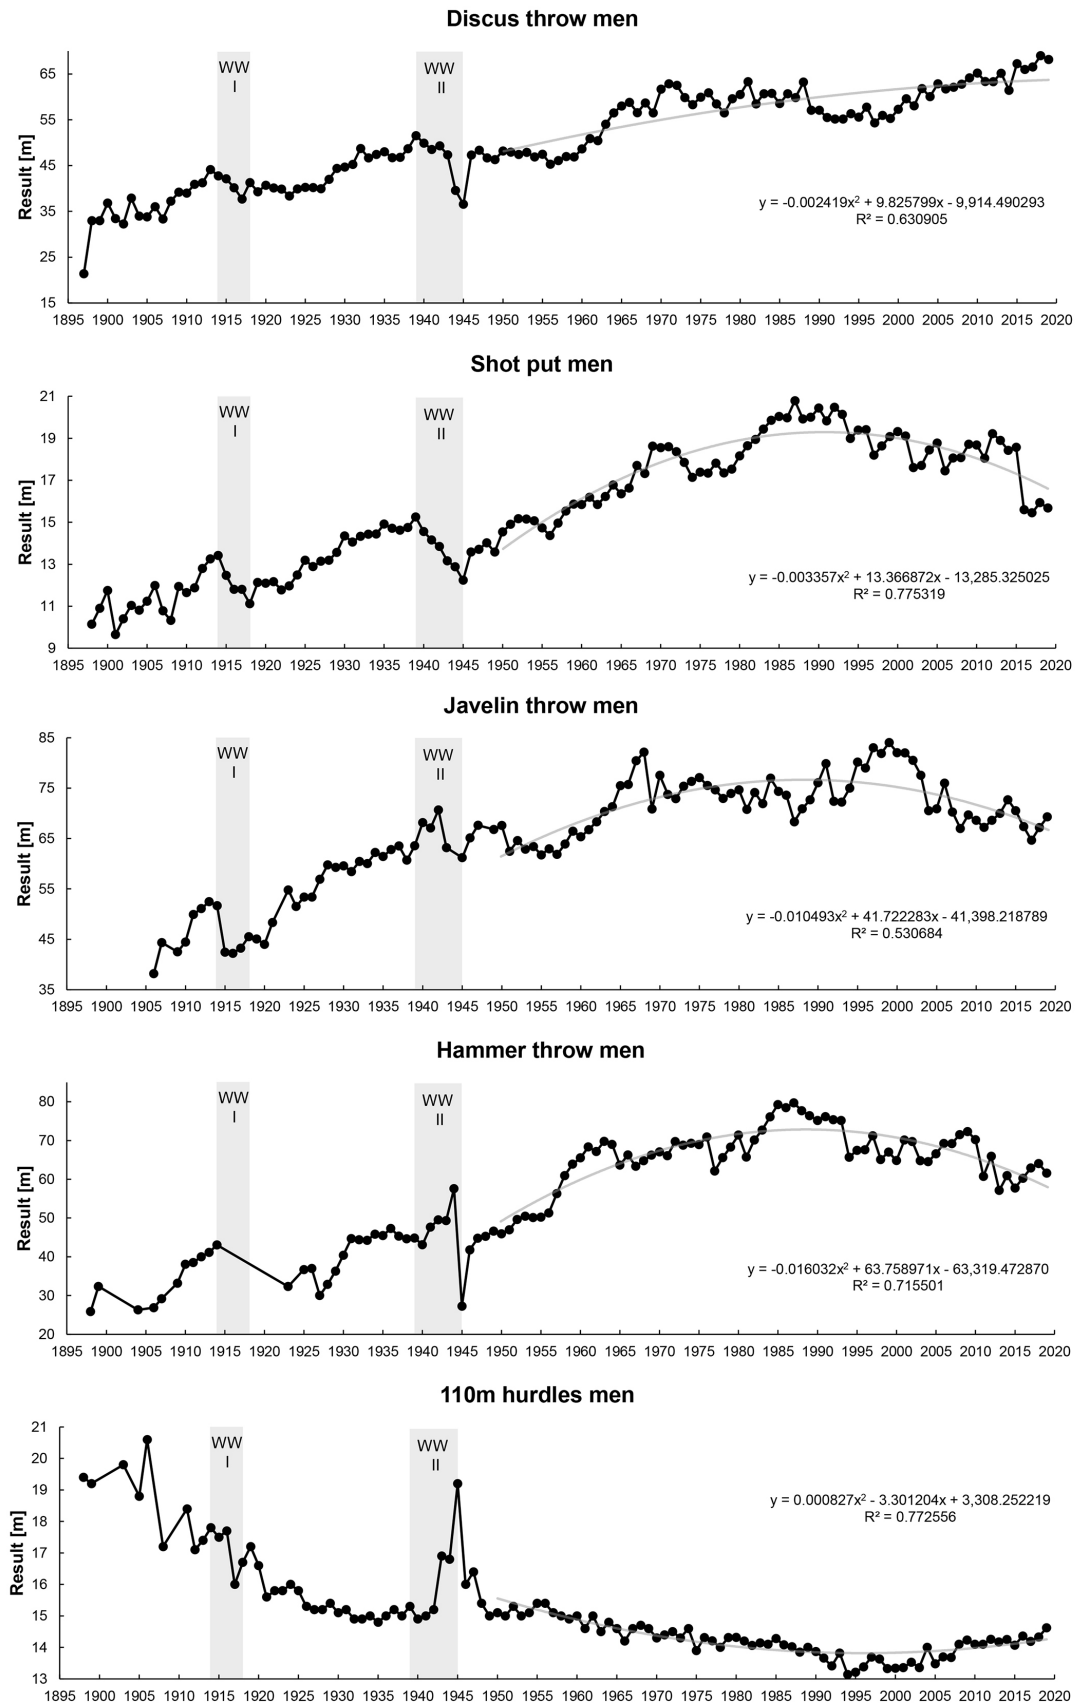 Discus throw men
Result [m]
65
55
45
35
25
15
WW
I
WW
II
y = -0.002419x² + 9.825799x - 9,914.490293
R² = 0.630905
1895 1900 1905 1910 1915 1920 1925 1930 1935 1940 1945 1950 1955 1960 1965 1970 1975 1980 1985 1990 1995 2000 2005 2010 2015 2020
Shot put men
Result [m]
21
19
17
15
13
11
9
WW
I
WW
II
y = -0.003357x² + 13.366872x - 13,285.325025
R² = 0.775319
1895 1900 1905 1910 1915 1920 1925 1930 1935 1940 1945 1950 1955 1960 1965 1970 1975 1980 1985 1990 1995 2000 2005 2010 2015 2020
Javelin throw men
Result [m]
85
75
65
55
45
35
WW
I
WW
II
y = -0.010493x² + 41.722283x - 41,398.218789
R² = 0.530684
1895 1900 1905 1910 1915 1920 1925 1930 1935 1940 1945 1950 1955 1960 1965 1970 1975 1980 1985 1990 1995 2000 2005 2010 2015 2020
Hammer throw men
Result [m]
80
70
60
50
40
30
20
WW
I
WW
II
y = -0.016032x² + 63.758971x - 63,319.472870
R² = 0.715501
1895 1900 1905 1910 1915 1920 1925 1930 1935 1940 1945 1950 1955 1960 1965 1970 1975 1980 1985 1990 1995 2000 2005 2010 2015 2020
110m hurdles men
Result [m]
21
20
19
18
17
16
15
14
13
WW
I
WW
II
y = 0.000827x² - 3.301204x + 3,308.252219
R² = 0.772556
1895 1900 1905 1910 1915 1920 1925 1930 1935 1940 1945 1950 1955 1960 1965 1970 1975 1980 1985 1990 1995 2000 2005 2010 2015 2020